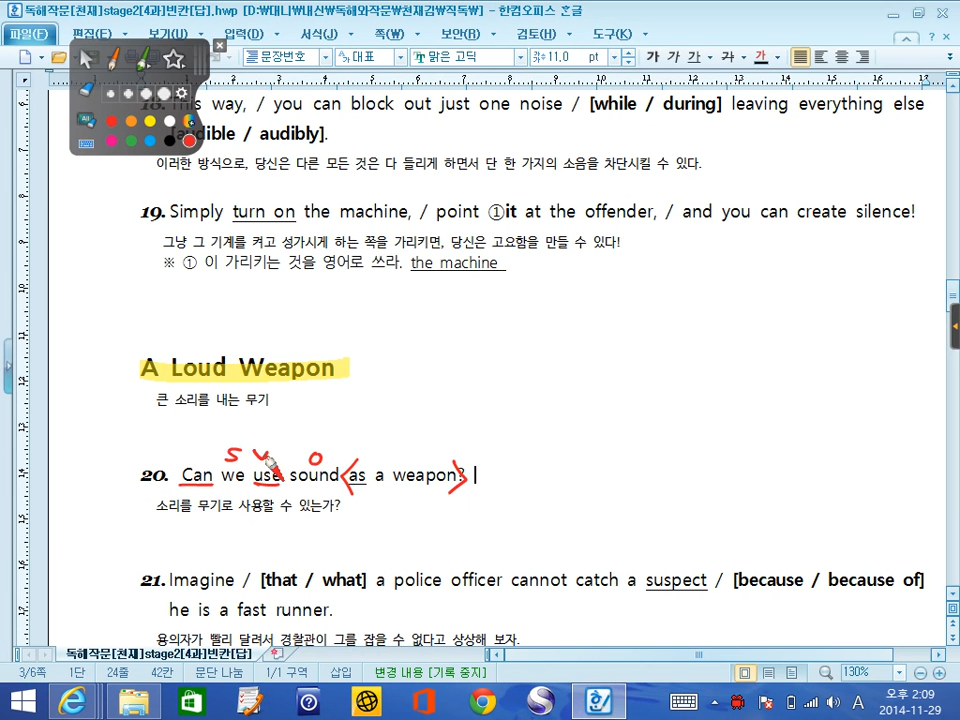 독해작문[천재]stage2[4과]빈칸[답].hwp [D:₩대니₩내신₩독해와작문₩천재김₩직독₩] - 한컴오피스 한글
파일(F) 편집(E) 보기(U) 입력(D) 서식(J) 쪽(W) 보안(B) 검토(H) 도구(K)
문장번호 대표 맑은 고딕 11.0 pt 가 가 가 가 가
18. This way, / you can block out just one noise / [while / during] leaving everything else
[audible / audibly].
이러한 방식으로, 당신은 다른 모든 것은 다 들리게 하면서 단 한 가지의 소음을 차단시킬 수 있다.
19. Simply turn on the machine, / point ①it at the offender, / and you can create silence!
그냥 그 기계를 켜고 성가시게 하는 쪽을 가리키면, 당신은 고요함을 만들 수 있다!
※ ① 이 가리키는 것을 영어로 쓰라. the machine
A Loud Weapon
큰 소리를 내는 무기
S V O
20. Can we use sound as a weapon?
소리를 무기로 사용할 수 있는가?
21. Imagine / [that / what] a police officer cannot catch a suspect / [because / because of]
he is a fast runner.
용의자가 빨리 달려서 경찰관이 그를 잡을 수 없다고 상상해 보자.
독해작문[천재]stage2[4과]빈칸[답]
3/6쪽 1단 24줄 42칸 문단 나눔 1/1 구역 삽입 변경 내용 [기록 중지] 130%
오후 2:09
2014-11-29